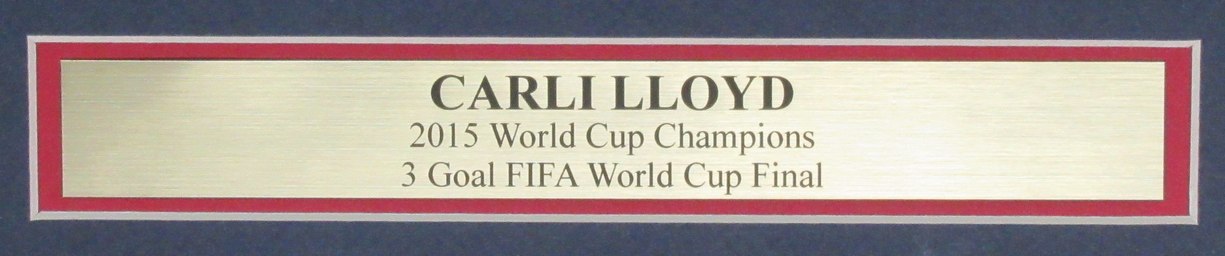 CARLI LLOYD
2015 World Cup Champions
3 Goal FIFA World Cup Final